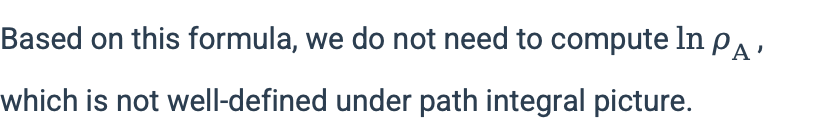 Based on this formula, we do not need to compute ln ρ_A,
which is not well-defined under path integral picture.